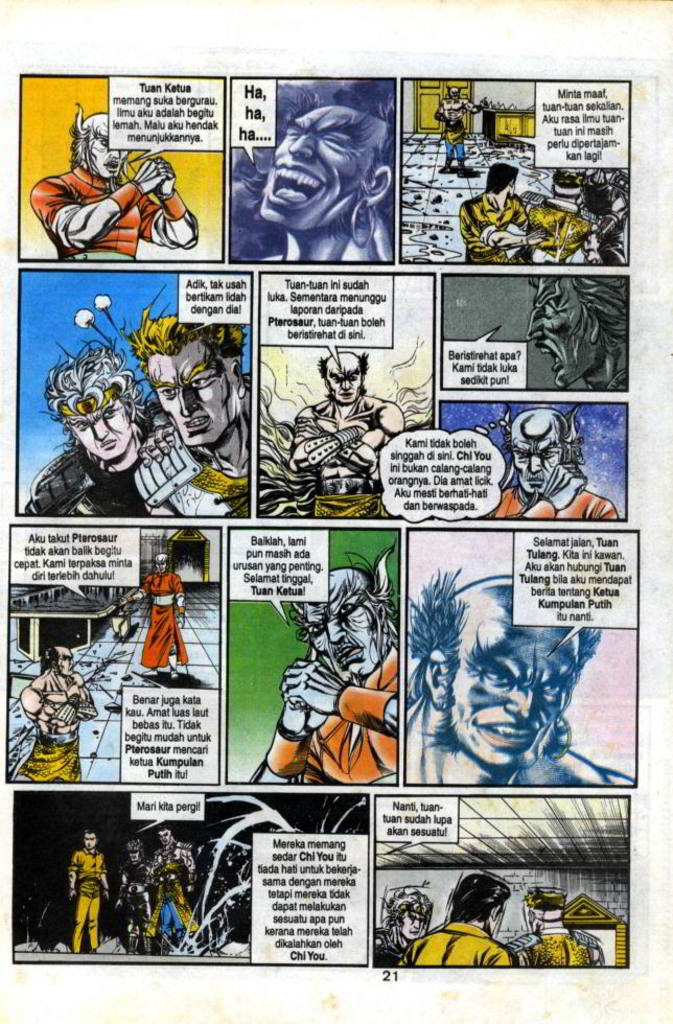 Tuan Ketua
memang suka bergurau.
Ilmu aku adalah begitu
lemah. Malu aku hendak
menunjukkannya.
Ha,
ha,
ha....
Minta maaf,
tuan-tuan sekalian.
Aku rasa ilmu tuan-
tuan ini masih
perlu dipertajam-
kan lagi!
Adik, tak usah
bertikam lidah
dengan dia!
Tuan-tuan ini sudah
luka. Sementara menunggu
laporan daripada
Pterosaur, tuan-tuan boleh
beristirehat di sini.
Beristirehat apa?
Kami tidak luka
sedikit pun!
Kami tidak boleh
singgah di sini. Chi You
ini bukan calang-calang
orangnya. Dia amat licik.
Aku mesti berhati-hati
dan berwaspada.
Aku takut Pterosaur
tidak akan balik begitu
cepat. Kami terpaksa minta
diri terlebih dahulu!
Benar juga kata
kau. Amat luas laut
bebas itu. Tidak
begitu mudah untuk
Pterosaur mencari
ketua Kumpulan
Putih itu!
Baiklah, lami
pun masih ada
urusan yang penting.
Selamat tinggal,
Tuan Ketua!
Selamat jalan, Tuan
Tulang. Kita ini kawan.
Aku akan hubungi Tuan
Tulang bila aku mendapat
berita tentang Ketua
Kumpulan Putih
itu nanti.
Mari kita pergi!
Mereka memang
sedar Chi You itu
tiada hati untuk bekerja-
sama dengan mereka
tetapi mereka tidak
dapat melakukan
sesuatu apa pun
kerana mereka telah
dikalahkan oleh
Chi You.
Nanti, tuan-
tuan sudah lupa
akan sesuatu!
21